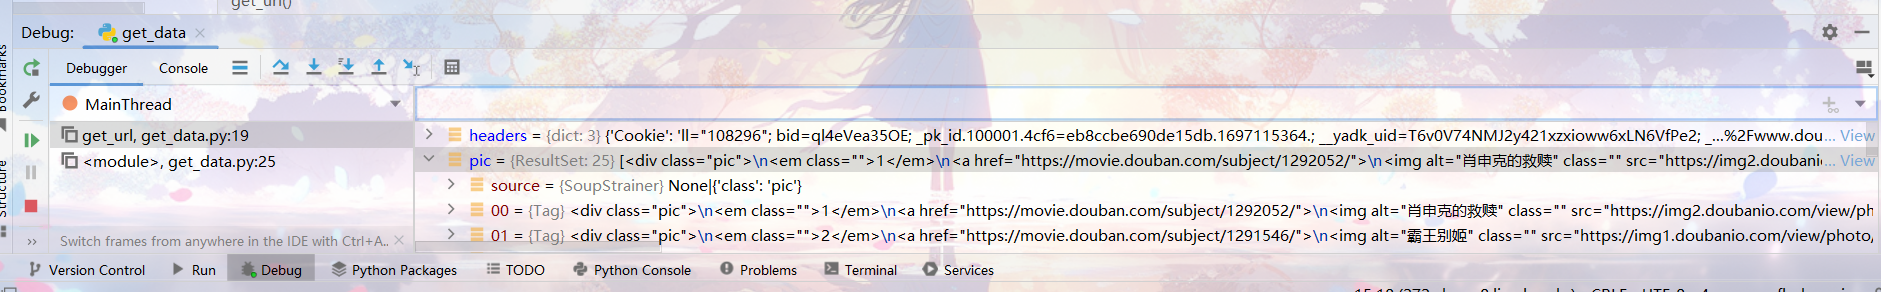 get_url()
Debug: get_data
Debugger Console
MainThread
get_url, get_data.py:19
<module>, get_data.py:25
Switch frames from anywhere in the IDE with Ctrl+A..
headers = {dict: 3} {'Cookie': 'll="108296"; bid=ql4eVea35OE; _pk_id.100001.4cf6=eb8ccbe690de15db.1697115364.; __yadk_uid=T6v0V74NMJ2y421xzxioww6xLN6VfPe2; _...%2Fwww.dou... View
pic = {ResultSet: 25} [<div class="pic">\n<em class="">1</em>\n<a href="https://movie.douban.com/subject/1292052/">\n<img alt="肖申克的救赎" class="" src="https://img2.doubani... View
source = {SoupStrainer} None|{'class': 'pic'}
00 = {Tag} <div class="pic">\n<em class="">1</em>\n<a href="https://movie.douban.com/subject/1292052/">\n<img alt="肖申克的救赎" class="" src="https://img2.doubanio.com/view/ph
01 = {Tag} <div class="pic">\n<em class="">2</em>\n<a href="https://movie.douban.com/subject/1291546/">\n<img alt="霸王别姬" class="" src="https://img1.doubanio.com/view/photo/
Bookmarks
Structure
Version Control Run Debug Python Packages TODO Python Console Problems Terminal Services